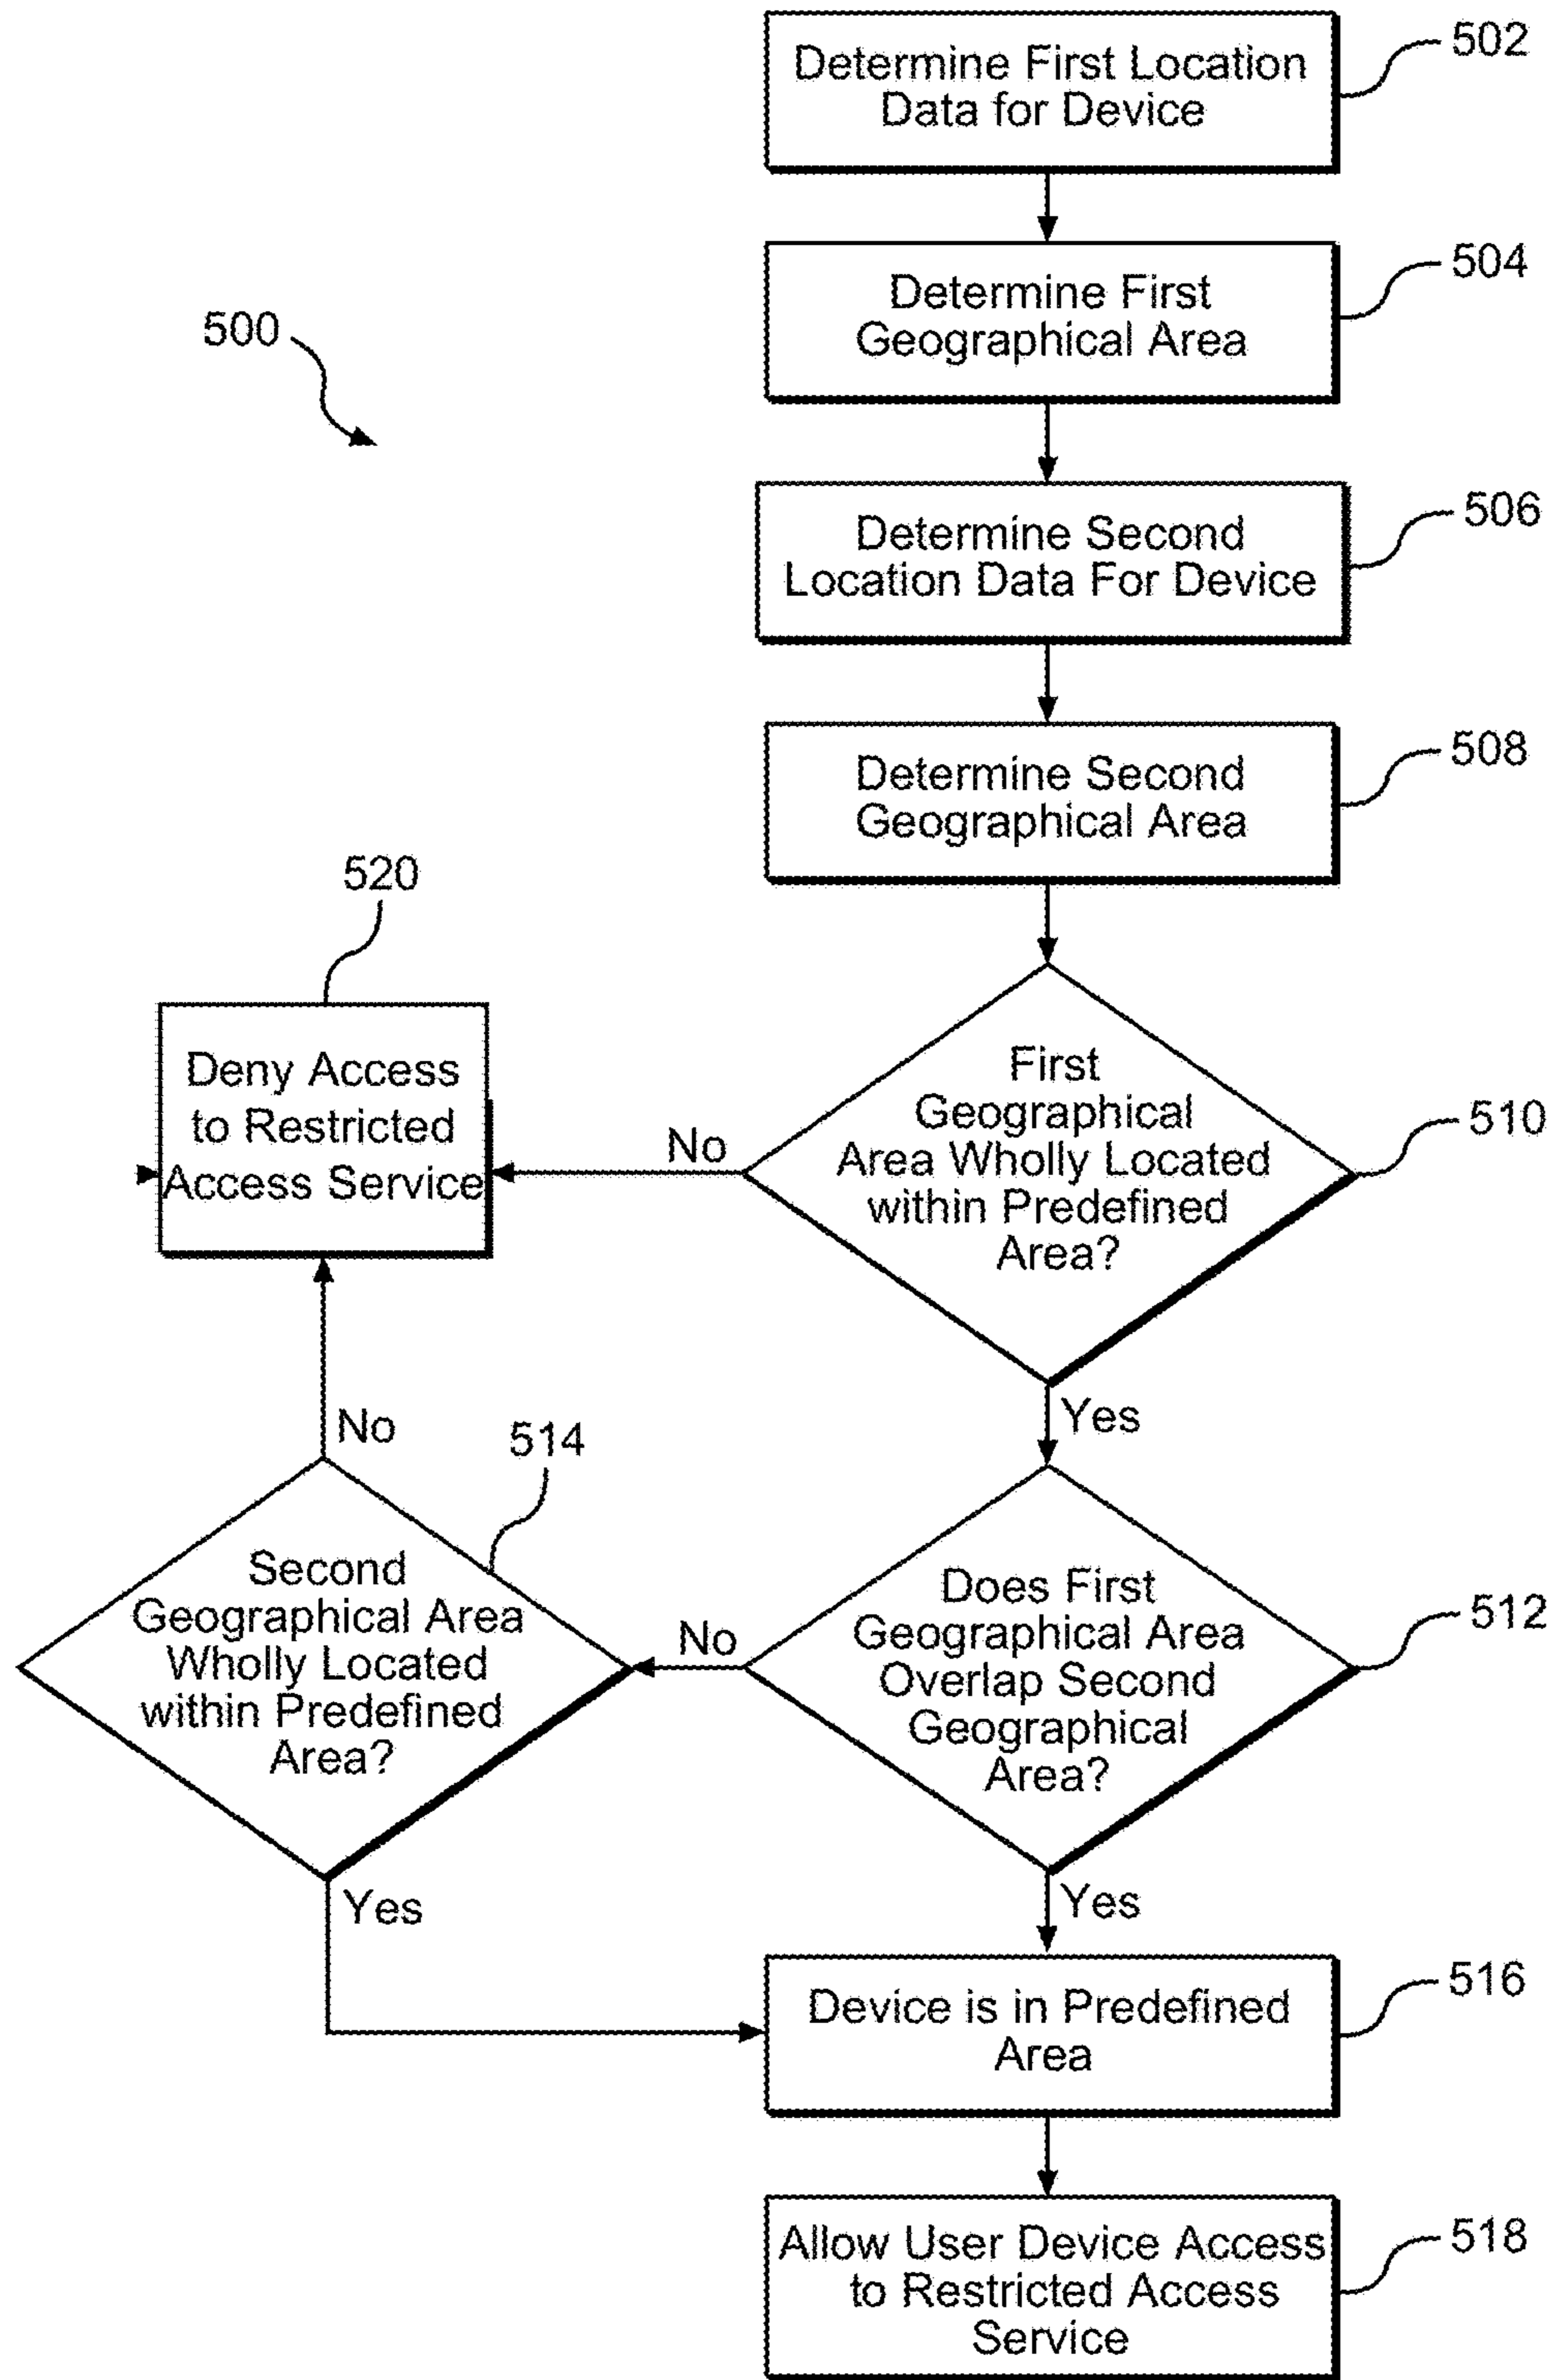 Determine First Location
Data for Device
502
Determine First
Geographical Area
504
500
Determine Second
Location Data For Device
506
Determine Second
Geographical Area
508
520
Deny Access
to Restricted
Access Service
No
First
Geographical
Area Wholly Located
within Predefined
Area?
510
Yes
No
514
Second
Geographical Area
Wholly Located
within Predefined
Area?
No
Does First
Geographical Area
Overlap Second
Geographical
Area?
512
Yes
Yes
Device is in Predefined
Area
516
Allow User Device Access
to Restricted Access
Service
518